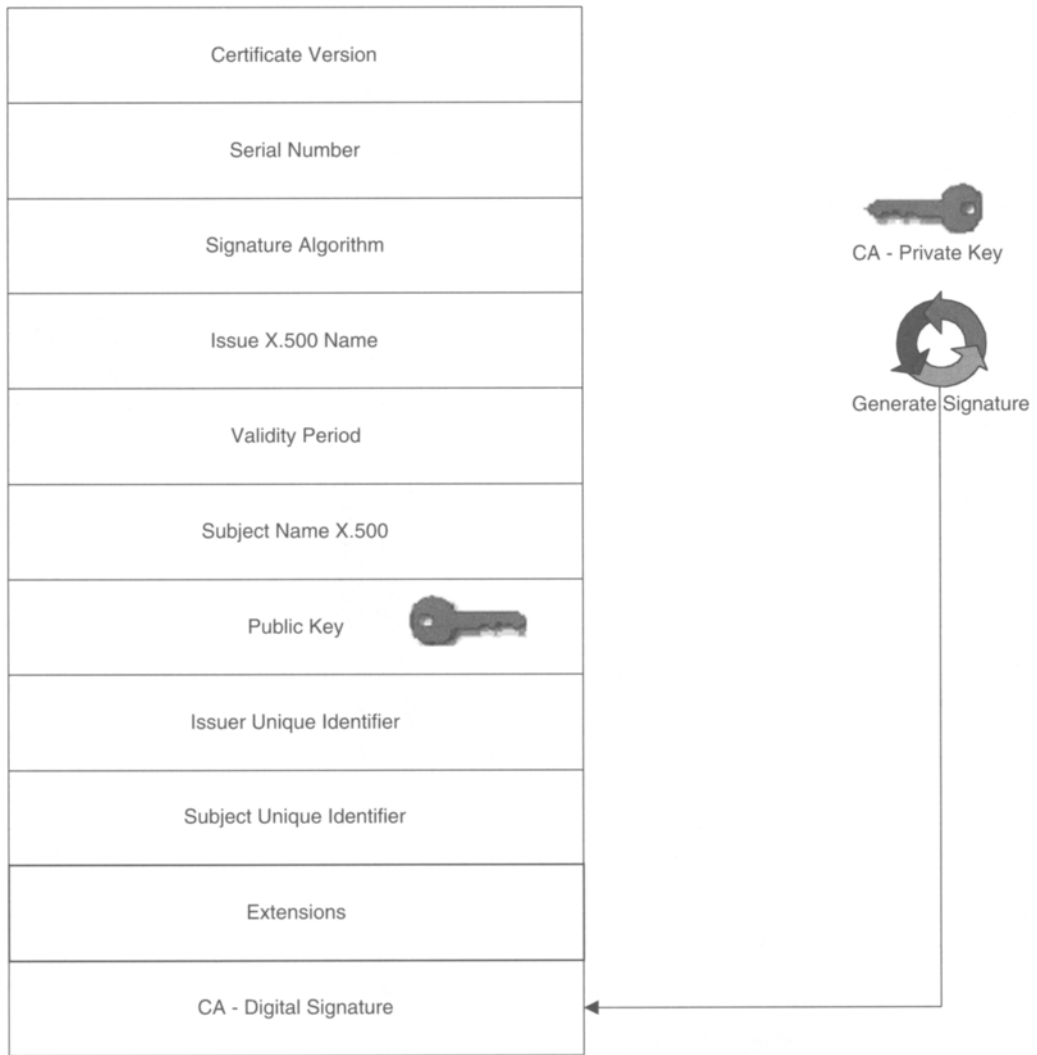 Certificate Version
Serial Number
Signature Algorithm
CA - Private Key
Issue X.500 Name
Generate Signature
Validity Period
Subject Name X.500
Public Key
Issuer Unique Identifier
Subject Unique Identifier
Extensions
CA - Digital Signature